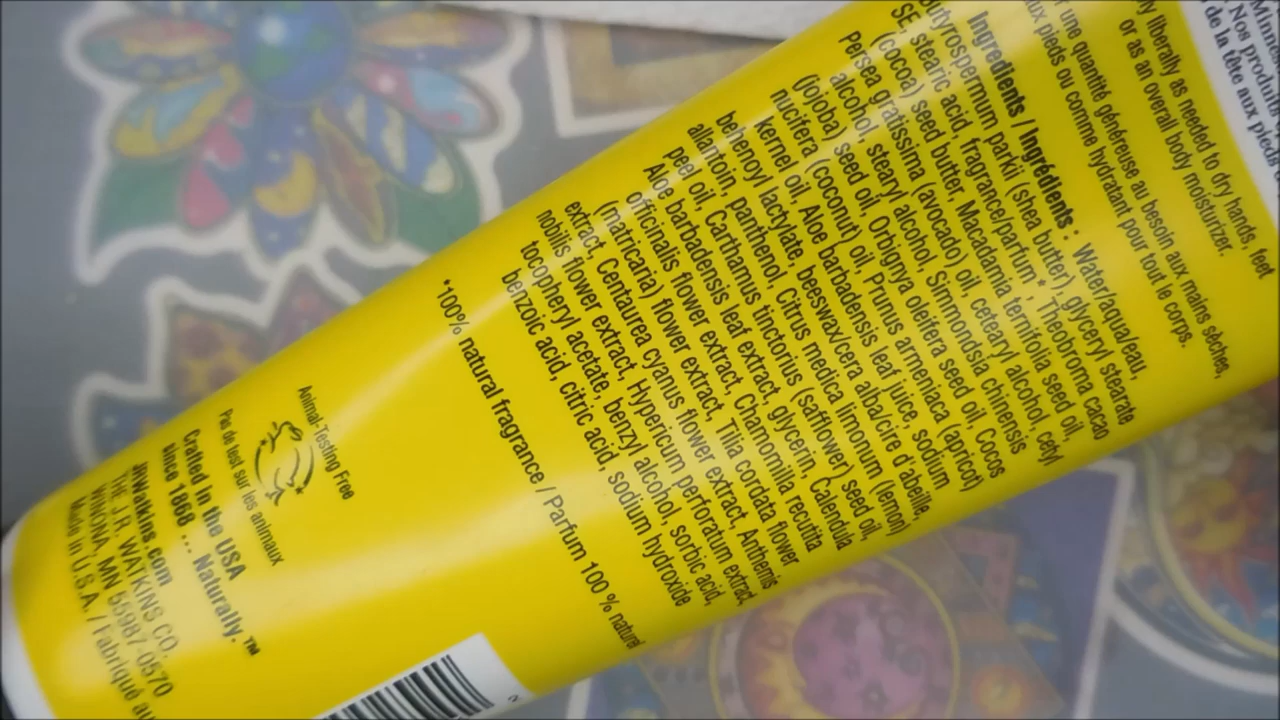 Minnes
Nos produits
de la tête aux pieds
y liberally as needed to dry hands, feet
or as an overall body moisturizer.
r une quantité généreuse au besoin aux mains sèches,
ux pieds ou comme hydratant pour tout le corps.
Ingredients / Ingrédients : Water/aqua/eau,
butyrospermum parkii (shea butter), glyceryl stearate
SE, stearic acid, fragrance/parfum*, Theobroma cacao
(cocoa) seed butter, Macadamia ternifolia seed oil,
Persea gratissima (avocado) oil, cetearyl alcohol, cetyl
alcohol, stearyl alcohol, Simmondsia chinensis
(jojoba) seed oil, Orbignya oleifera seed oil, Cocos
nucifera (coconut) oil, Prunus armeniaca (apricot)
kernel oil, Aloe barbadensis leaf juice, sodium
behenoyl lactylate, beeswax/cera alba/cire d'abeille,
allantoin, panthenol, Citrus medica limonum (lemon)
peel oil, Carthamus tinctorius (safflower) seed oil,
Aloe barbadensis leaf extract, glycerin, Calendula
officinalis flower extract, Chamomilla recutita
(matricaria) flower extract, Tilia cordata flower
extract, Centaurea cyanus flower extract, Anthemis
nobilis flower extract, Hypericum perforatum extract,
tocopheryl acetate, benzyl alcohol, sorbic acid,
benzoic acid, citric acid, sodium hydroxide
*100% natural fragrance / Parfum 100 % naturel
Animal-Testing Free
Pas de test sur les animaux
Crafted in the USA
since 1868 ... Naturally.™
jrwatkins.com
THE J.R. WATKINS CO.
WINONA, MN 55987-0570
Made in U.S.A. / Fabriqué au